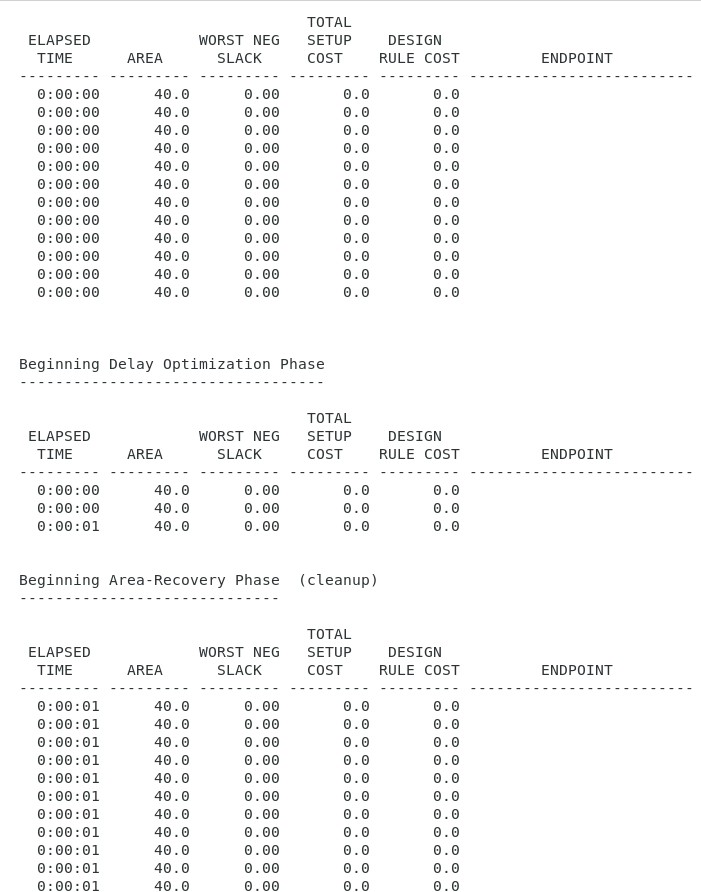 TOTAL
 ELAPSED            WORST NEG   SETUP    DESIGN
  TIME      AREA      SLACK     COST    RULE COST         ENDPOINT
--------- --------- --------- --------- --------- -------------------------
  0:00:00      40.0      0.00       0.0       0.0
  0:00:00      40.0      0.00       0.0       0.0
  0:00:00      40.0      0.00       0.0       0.0
  0:00:00      40.0      0.00       0.0       0.0
  0:00:00      40.0      0.00       0.0       0.0
  0:00:00      40.0      0.00       0.0       0.0
  0:00:00      40.0      0.00       0.0       0.0
  0:00:00      40.0      0.00       0.0       0.0
  0:00:00      40.0      0.00       0.0       0.0
  0:00:00      40.0      0.00       0.0       0.0
  0:00:00      40.0      0.00       0.0       0.0
  0:00:00      40.0      0.00       0.0       0.0
Beginning Delay Optimization Phase
----------------------------------
                                TOTAL
 ELAPSED            WORST NEG   SETUP    DESIGN
  TIME      AREA      SLACK     COST    RULE COST         ENDPOINT
--------- --------- --------- --------- --------- -------------------------
  0:00:00      40.0      0.00       0.0       0.0
  0:00:00      40.0      0.00       0.0       0.0
  0:00:01      40.0      0.00       0.0       0.0
Beginning Area-Recovery Phase  (cleanup)
-----------------------------
                                TOTAL
 ELAPSED            WORST NEG   SETUP    DESIGN
  TIME      AREA      SLACK     COST    RULE COST         ENDPOINT
--------- --------- --------- --------- --------- -------------------------
  0:00:01      40.0      0.00       0.0       0.0
  0:00:01      40.0      0.00       0.0       0.0
  0:00:01      40.0      0.00       0.0       0.0
  0:00:01      40.0      0.00       0.0       0.0
  0:00:01      40.0      0.00       0.0       0.0
  0:00:01      40.0      0.00       0.0       0.0
  0:00:01      40.0      0.00       0.0       0.0
  0:00:01      40.0      0.00       0.0       0.0
  0:00:01      40.0      0.00       0.0       0.0
  0:00:01      40.0      0.00       0.0       0.0
  0:00:01      40.0      0.00       0.0       0.0